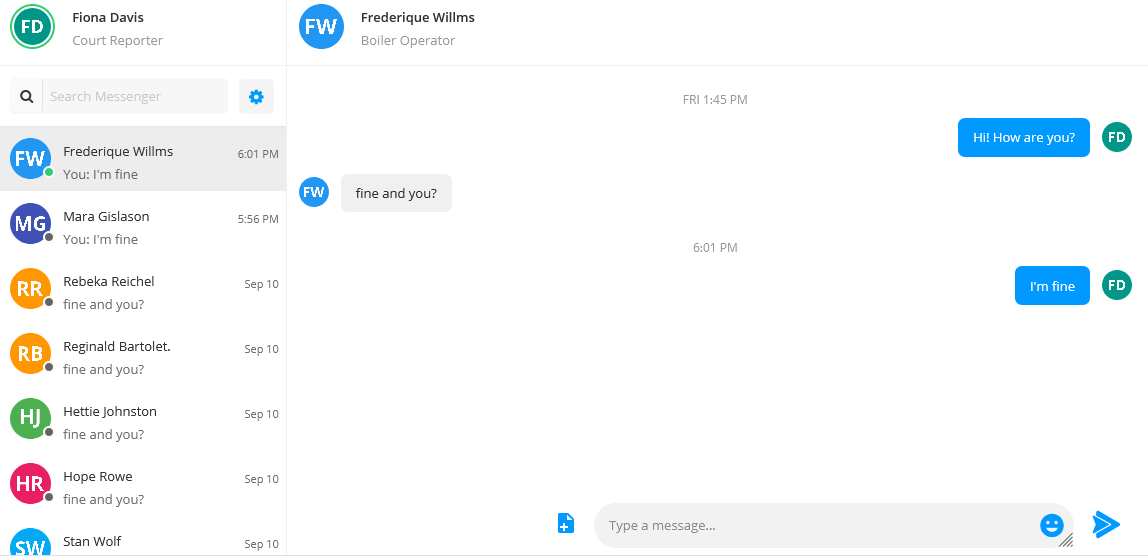 FD
Fiona Davis
Court Reporter
Search Messenger
FW
Frederique Willms
6:01 PM
You: I'm fine
MG
Mara Gislason
5:56 PM
You: I'm fine
RR
Rebeka Reichel
Sep 10
fine and you?
RB
Reginald Bartolet.
Sep 10
fine and you?
HJ
Hettie Johnston
Sep 10
fine and you?
HR
Hope Rowe
Sep 10
fine and you?
SW
Stan Wolf
Sep 10
FW
Frederique Willms
Boiler Operator
FRI 1:45 PM
Hi! How are you?
FD
FW
fine and you?
6:01 PM
I'm fine
FD
Type a message...